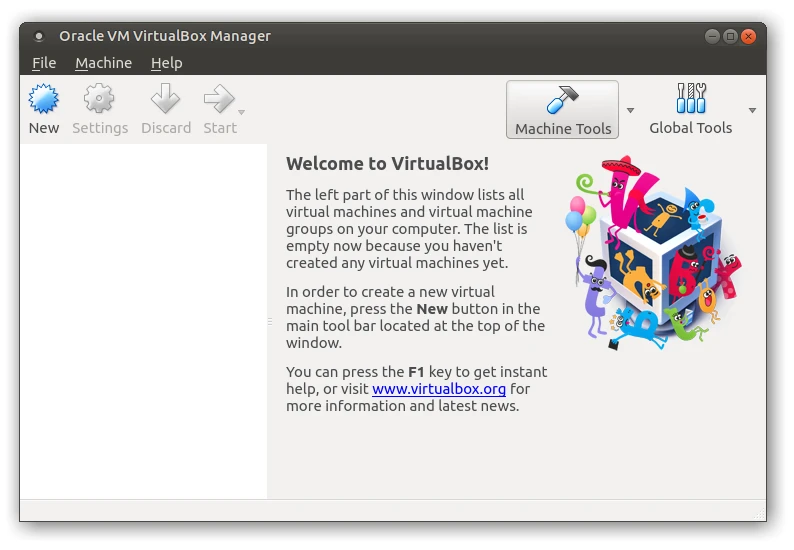 Oracle VM VirtualBox Manager
File Machine Help
New Settings Discard Start Machine Tools Global Tools
Welcome to VirtualBox!
The left part of this window lists all
virtual machines and virtual machine
groups on your computer. The list is
empty now because you haven't
created any virtual machines yet.
In order to create a new virtual
machine, press the New button in the
main tool bar located at the top of the
window.
You can press the F1 key to get instant
help, or visit www.virtualbox.org for
more information and latest news.